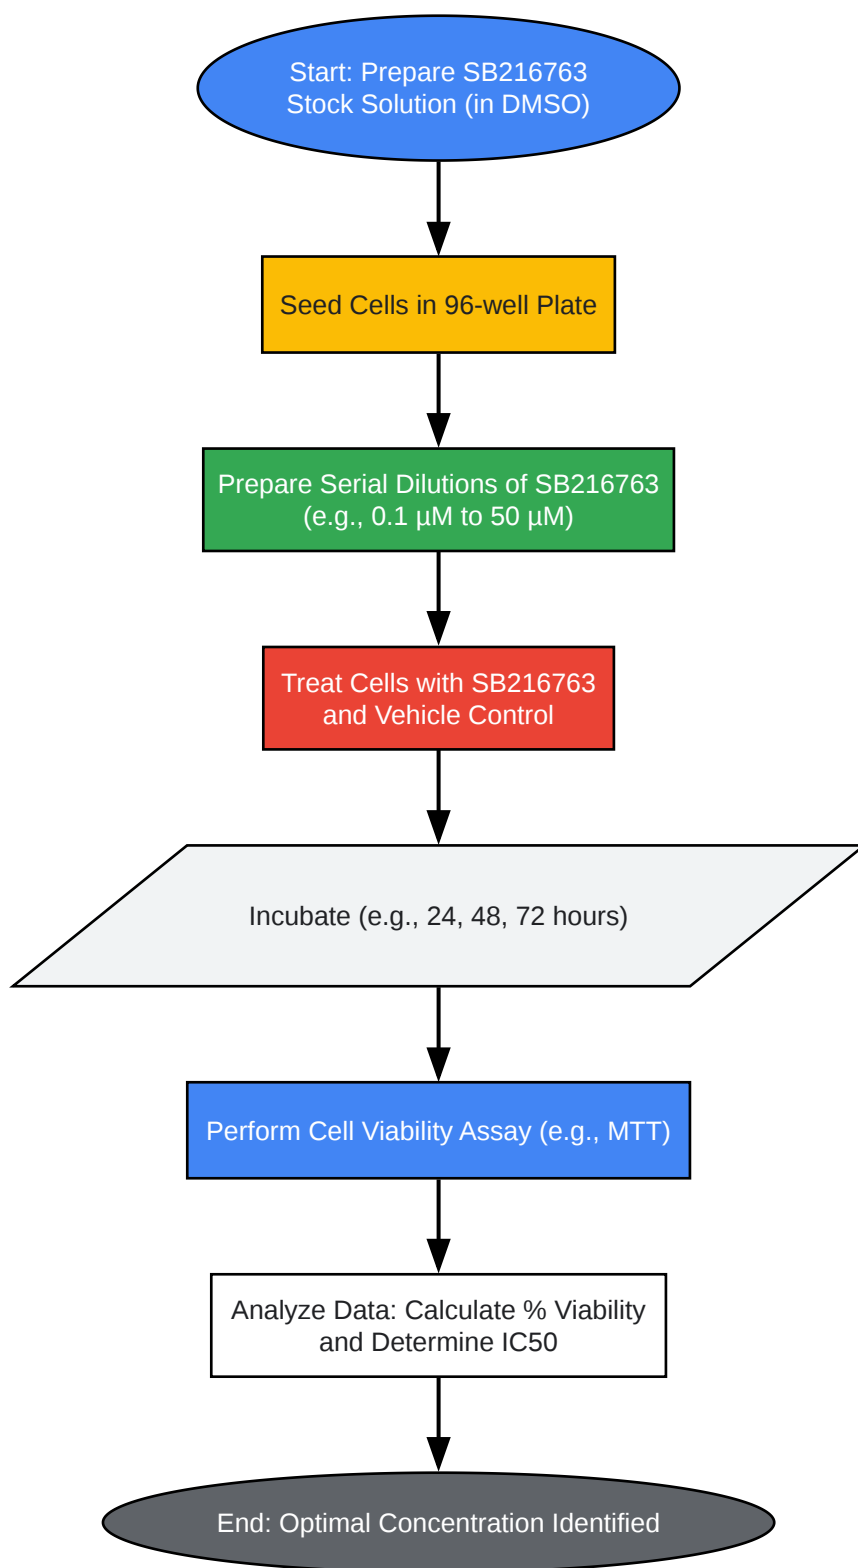 Start: Prepare SB216763
Stock Solution (in DMSO)
Seed Cells in 96-well Plate
Prepare Serial Dilutions of SB216763
(e.g., 0.1 µM to 50 µM)
Treat Cells with SB216763
and Vehicle Control
Incubate (e.g., 24, 48, 72 hours)
Perform Cell Viability Assay (e.g., MTT)
Analyze Data: Calculate % Viability
and Determine IC50
End: Optimal Concentration Identified